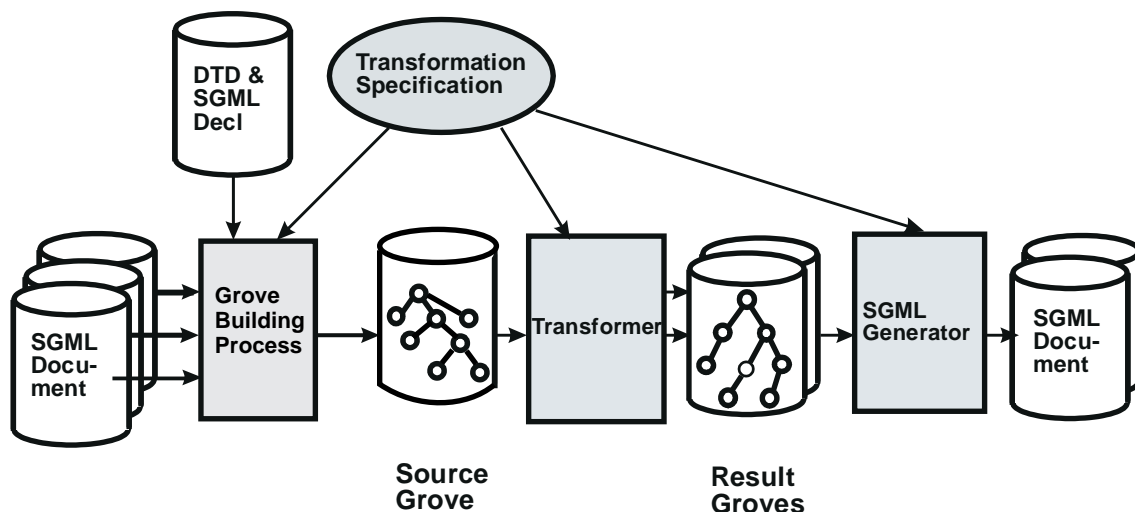 DTD &
SGML
Decl
Transformation
Specification
SGML
Docu-
ment
Grove
Building
Process
Transformer
SGML
Generator
SGML
Docu-
ment
Source
Grove
Result
Groves